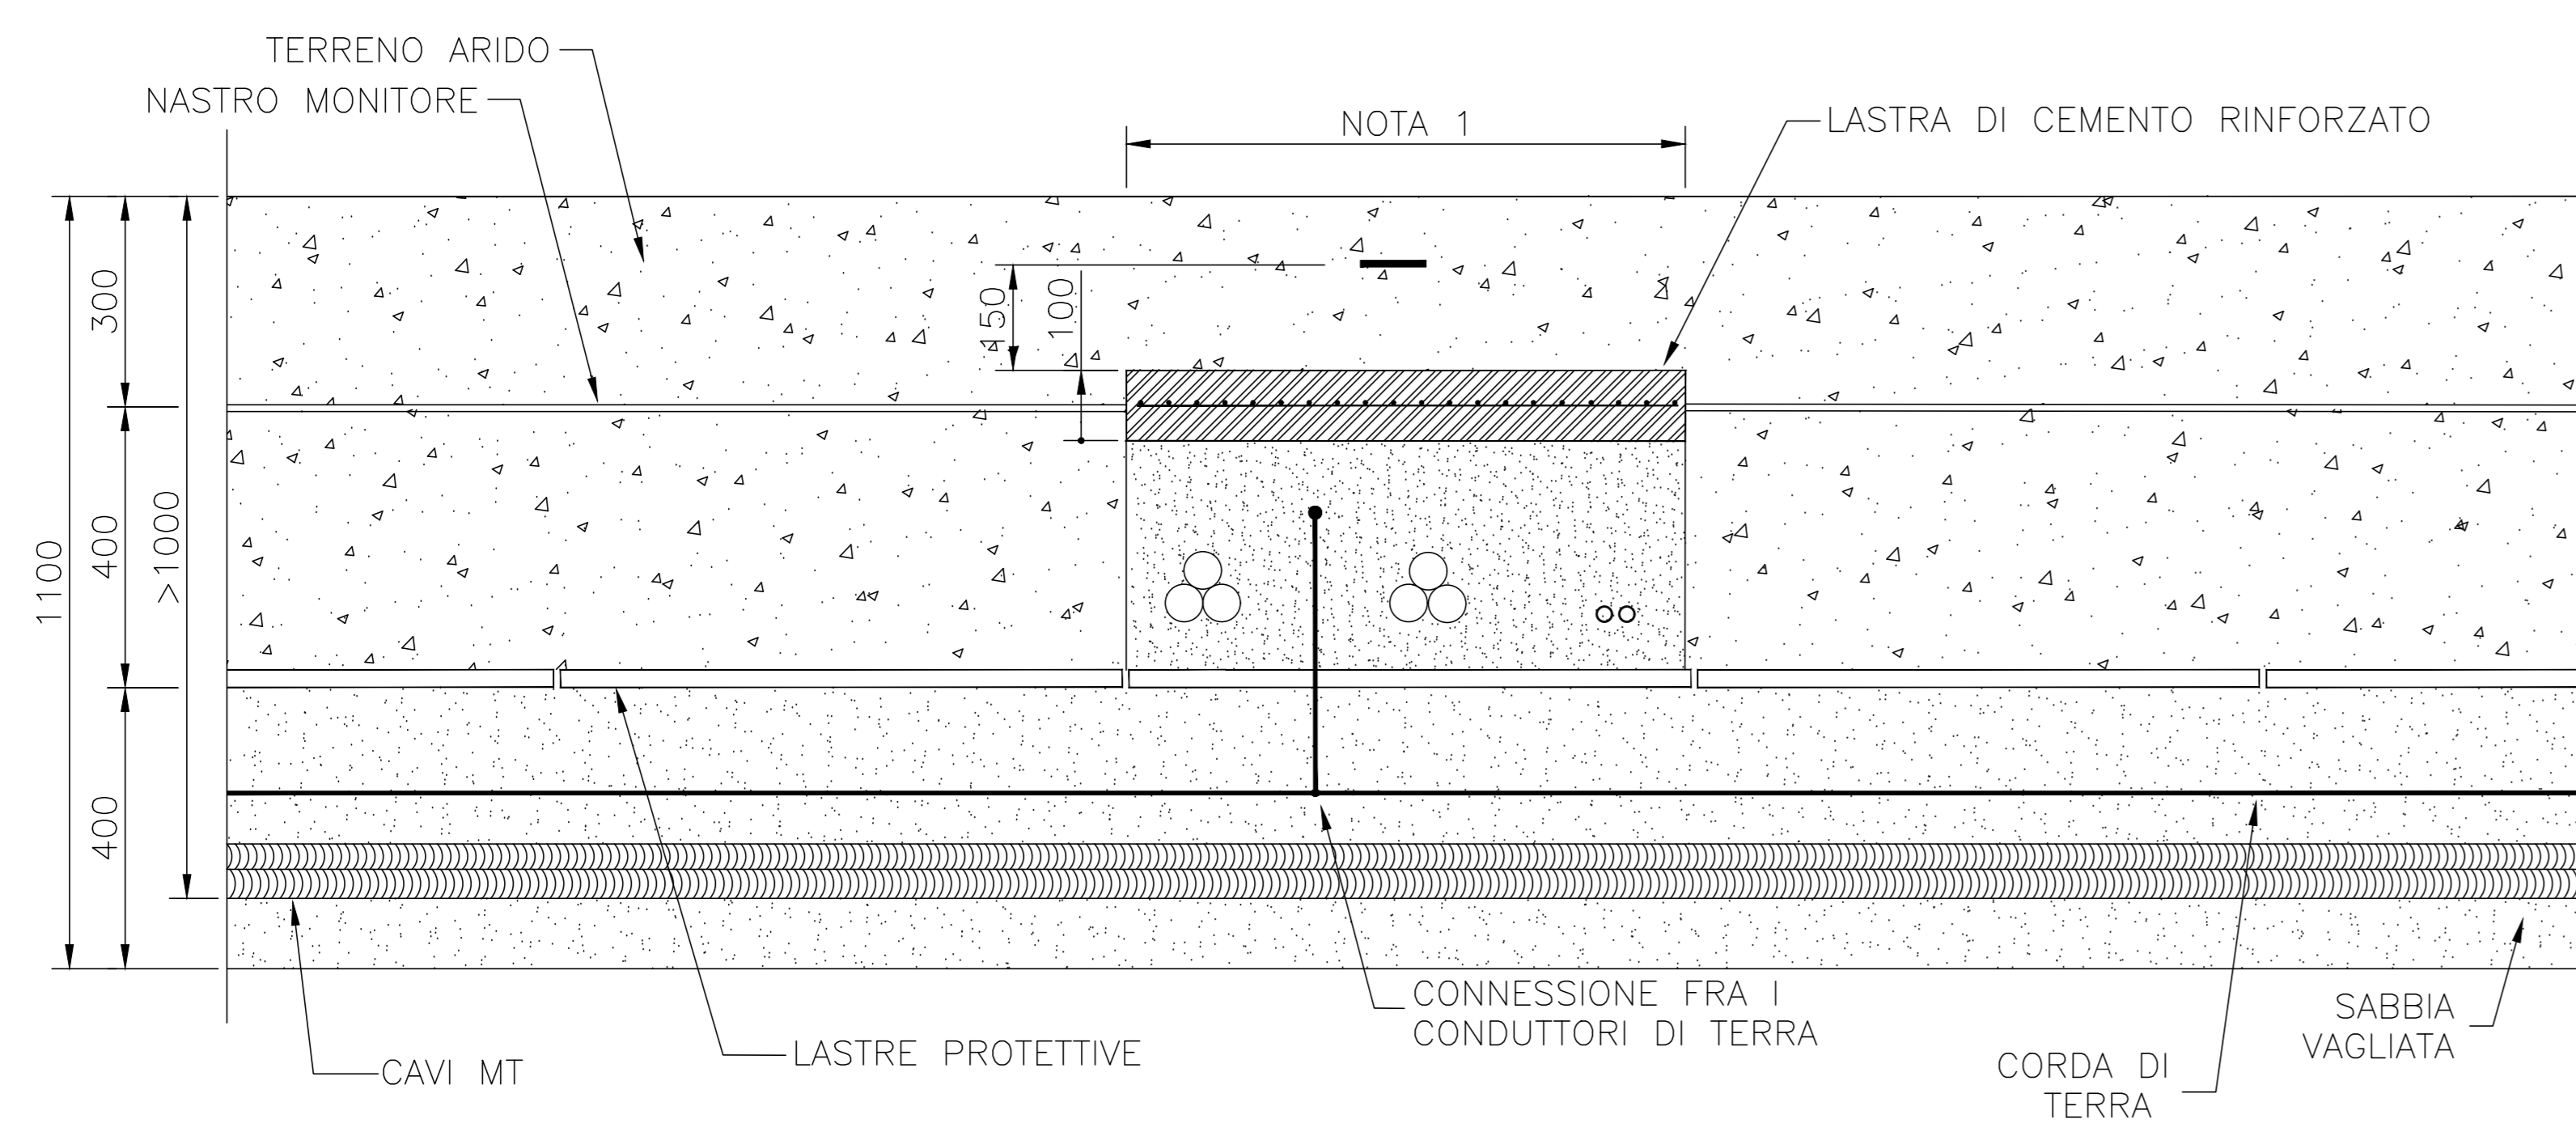 TERRENO ARIDO
NASTRO MONITORE
NOTA 1
LASTRA DI CEMENTO RINFORZATO
300
150
100
1100
400
>1000
400
CONNESSIONE FRA I
CONDUTTORI DI TERRA
SABBIA
VAGLIATA
LASTRE PROTETTIVE
CAVI MT
CORDA DI
TERRA